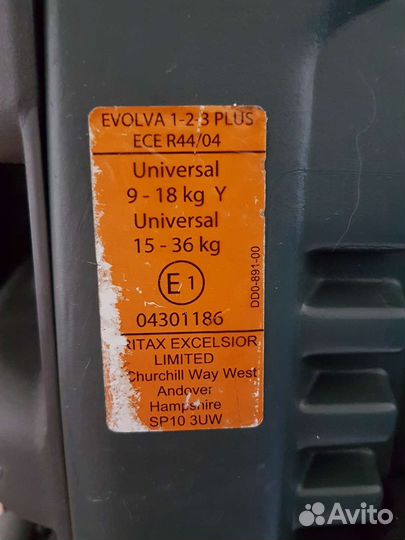 EVOLVA 1-2-3 PLUS
ECE R44/04
Universal
9 - 18 kg Y
Universal
15 - 36 kg
E1
04301186
RITAX EXCELSIOR
LIMITED
Churchill Way West
Andover
Hampshire
SP10 3UW
DD0-891-00
Avito